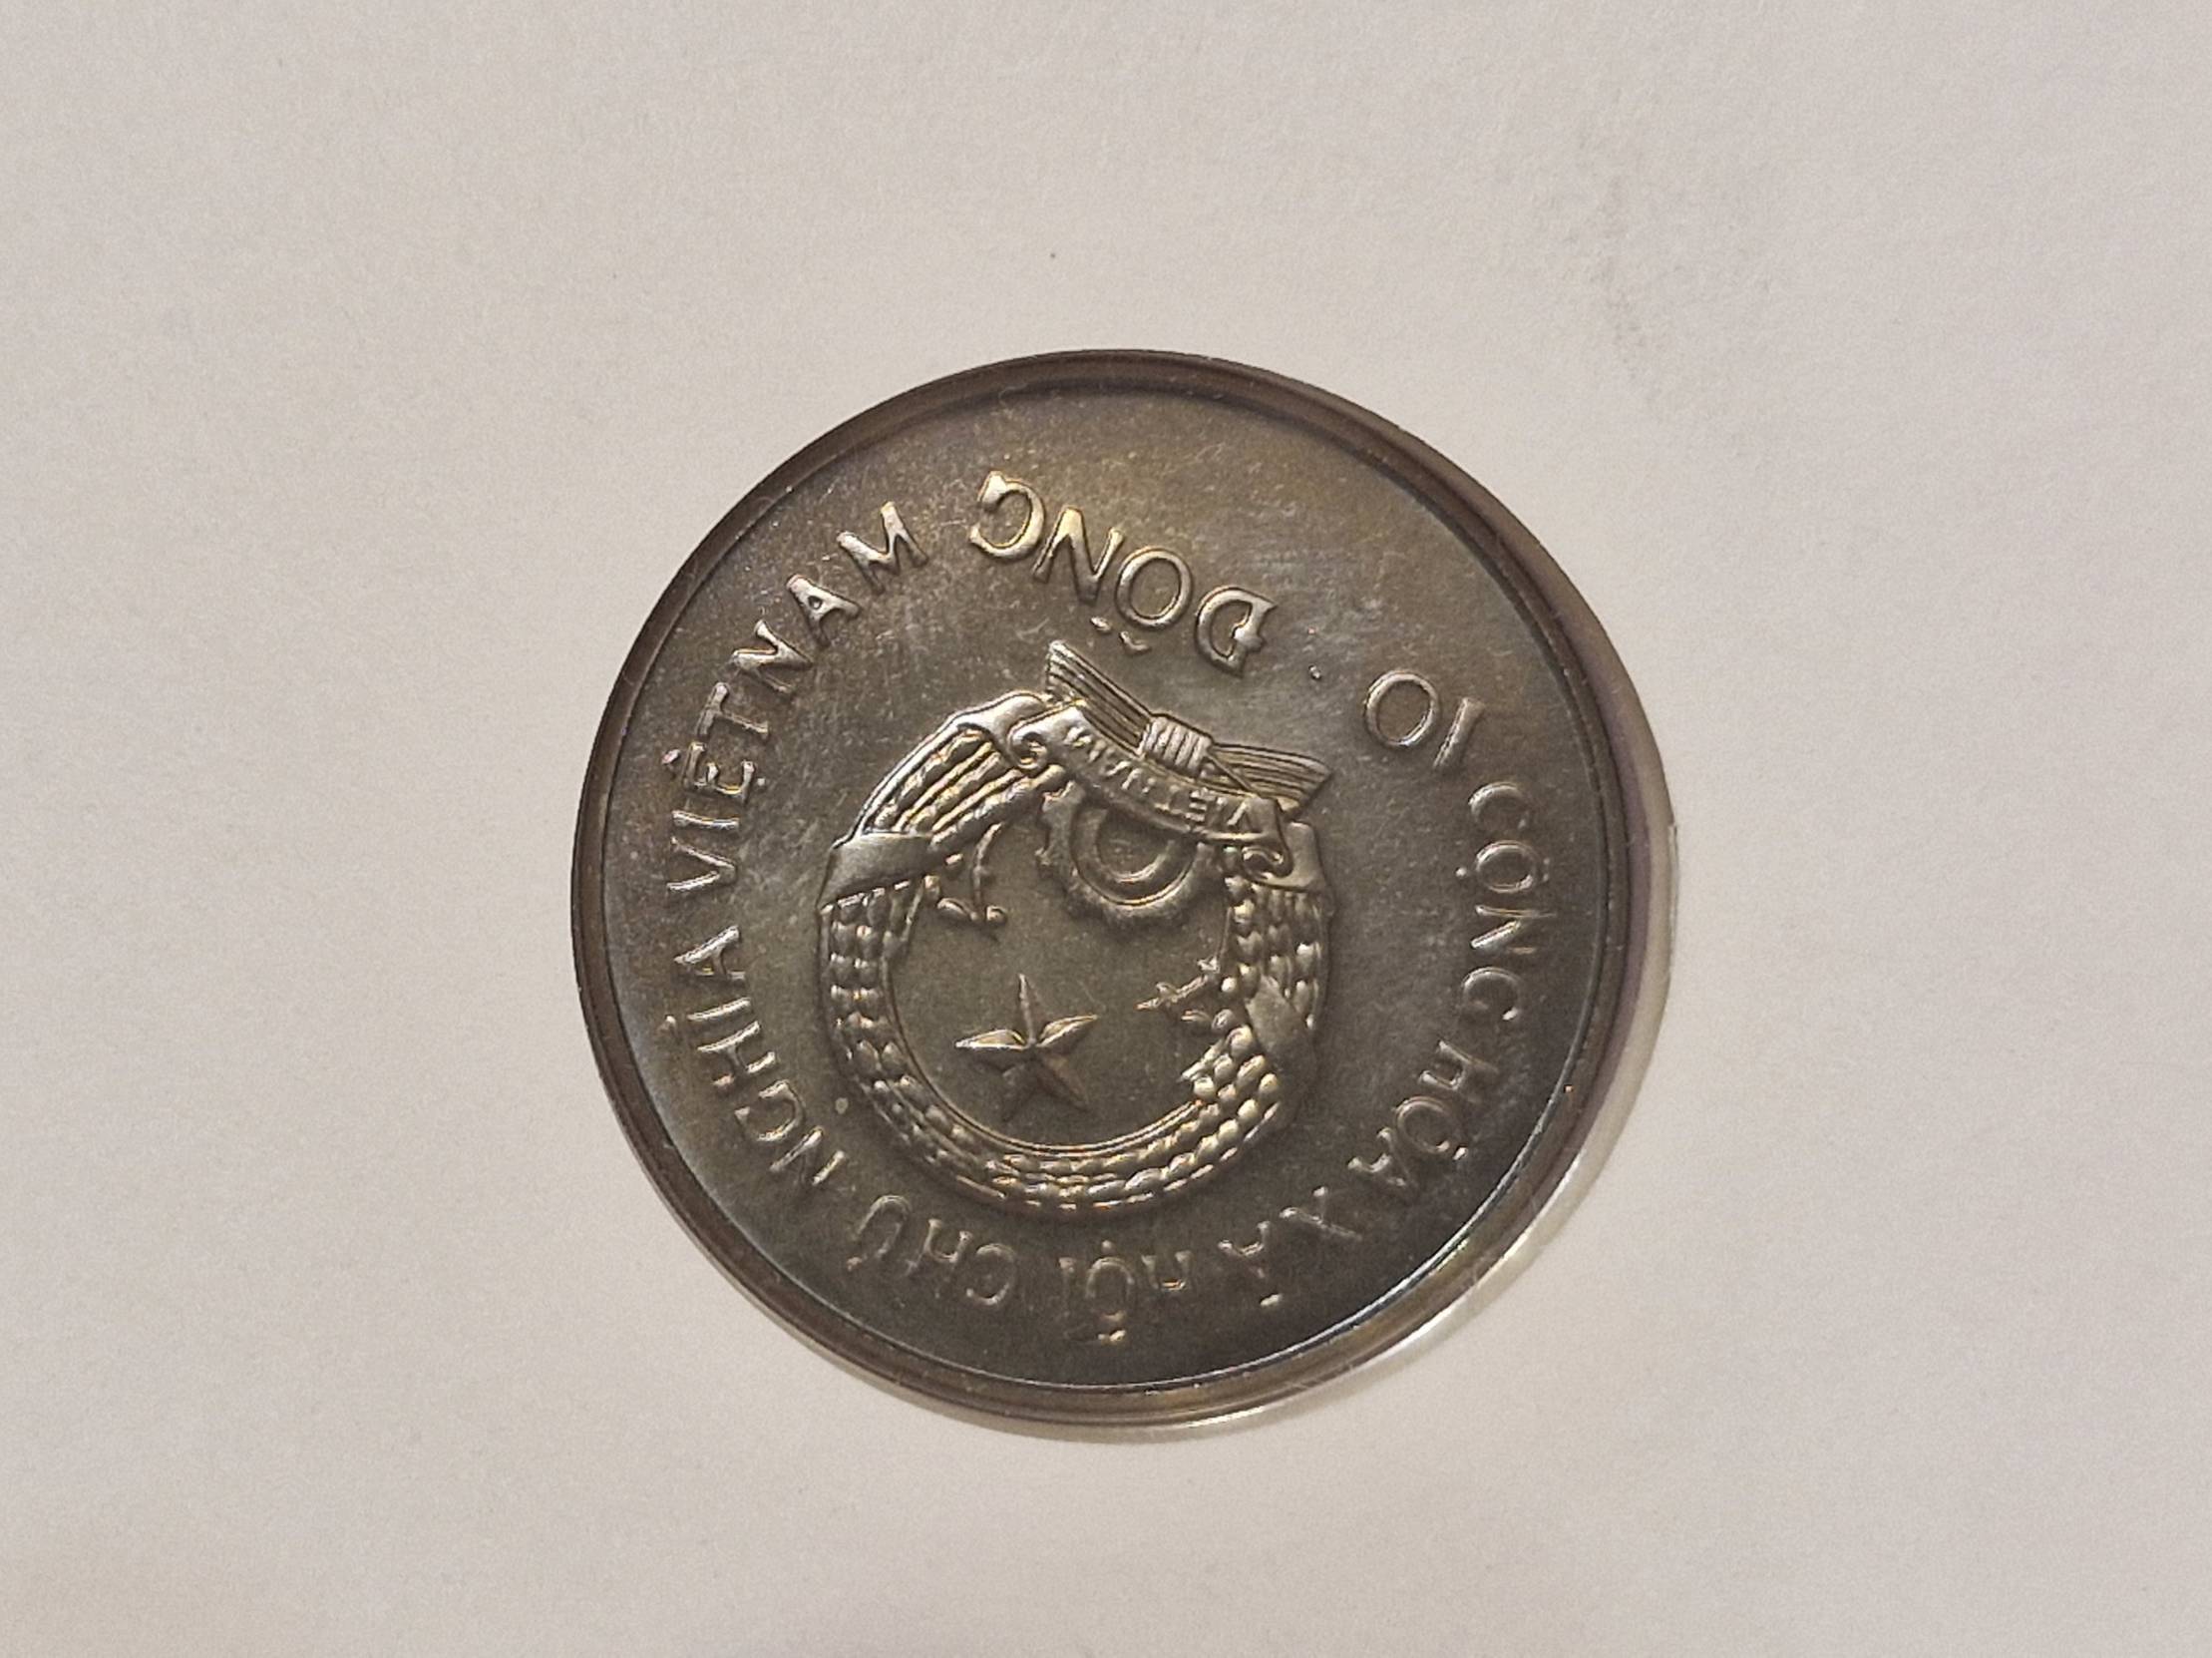 CỘNG HÒA XÃ HỘI CHỦ NGHĨA VIỆT NAM
VIỆT NAM
10 ĐỒNG